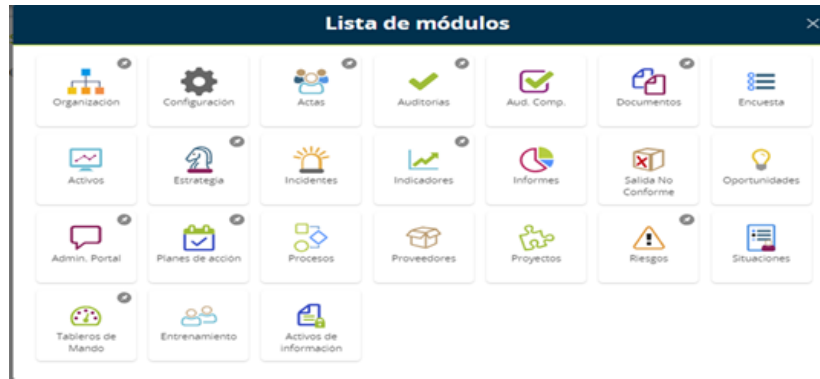 Lista de módulos
Organización
Configuración
Actas
Auditorias
Aud. Comp.
Documentos
Encuesta
Activos
Estrategia
Incidentes
Indicadores
Informes
Salida No
Conforme
Oportunidades
Admin. Portal
Planes de acción
Procesos
Proveedores
Proyectos
Riesgos
Situaciones
Tableros de
Mando
Entrenamiento
Activos de
información